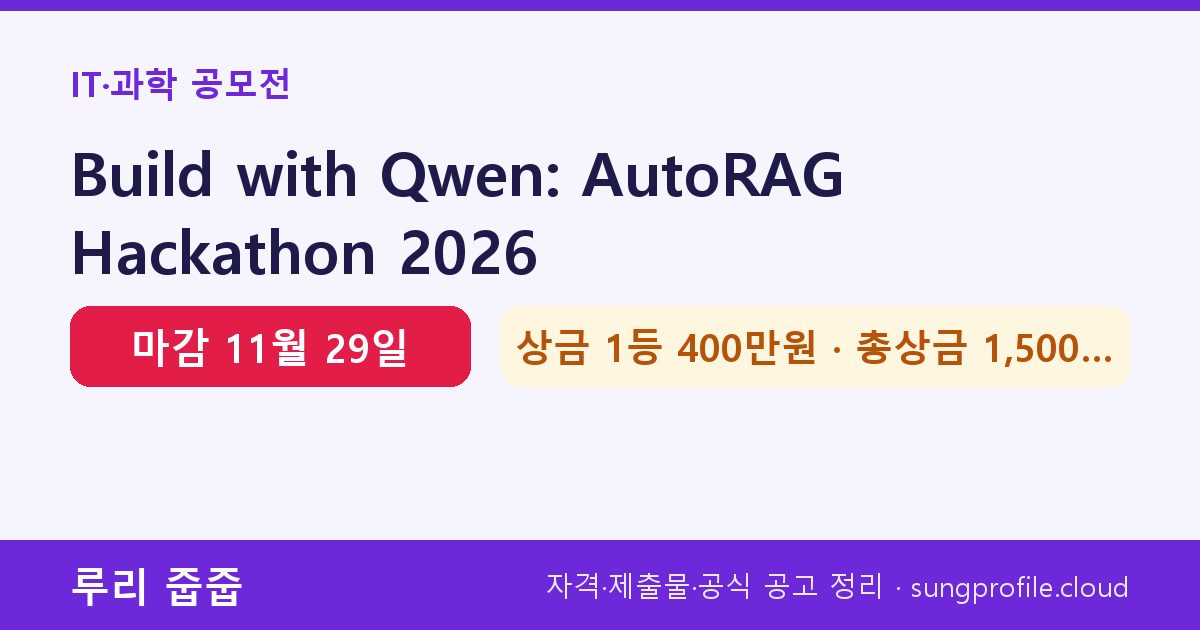 IT·과학 공모전
Build with Qwen: AutoRAG
Hackathon 2026
마감 11월 29일
상금 1등 400만원 · 총상금 1,500...
루리 줍줍
자격·제출물·공식 공고 정리 · sungprofile.cloud